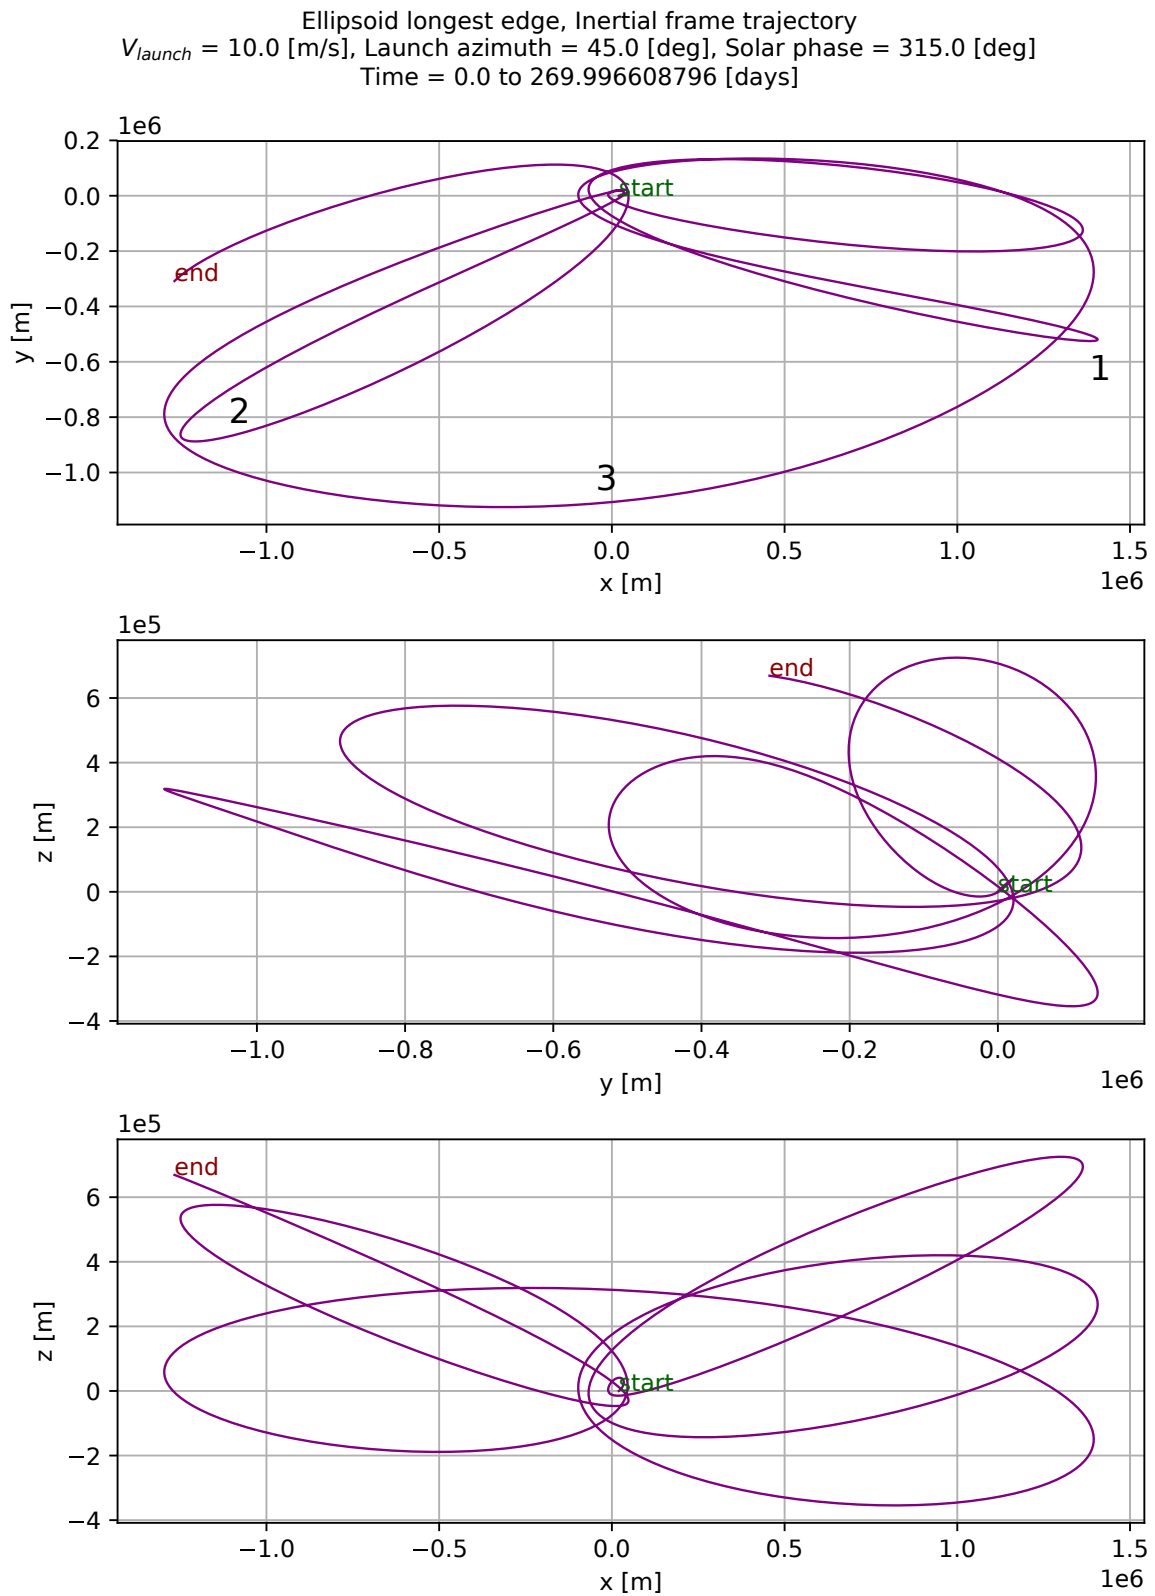 Ellipsoid longest edge, Inertial frame trajectory
V_launch = 10.0 [m/s], Launch azimuth = 45.0 [deg], Solar phase = 315.0 [deg]
Time = 0.0 to 269.996608796 [days]
1e6
0.2
0.0
−0.2
−0.4
−0.6
−0.8
−1.0
y [m]
start
end
1
2
3
−1.0 −0.5 0.0 0.5 1.0 1.5
x [m]
1e6
1e5
6
4
2
0
−2
−4
z [m]
end
start
−1.0 −0.8 −0.6 −0.4 −0.2 0.0
y [m]
1e6
1e5
6
4
2
0
−2
−4
z [m]
end
start
−1.0 −0.5 0.0 0.5 1.0 1.5
x [m]
1e6